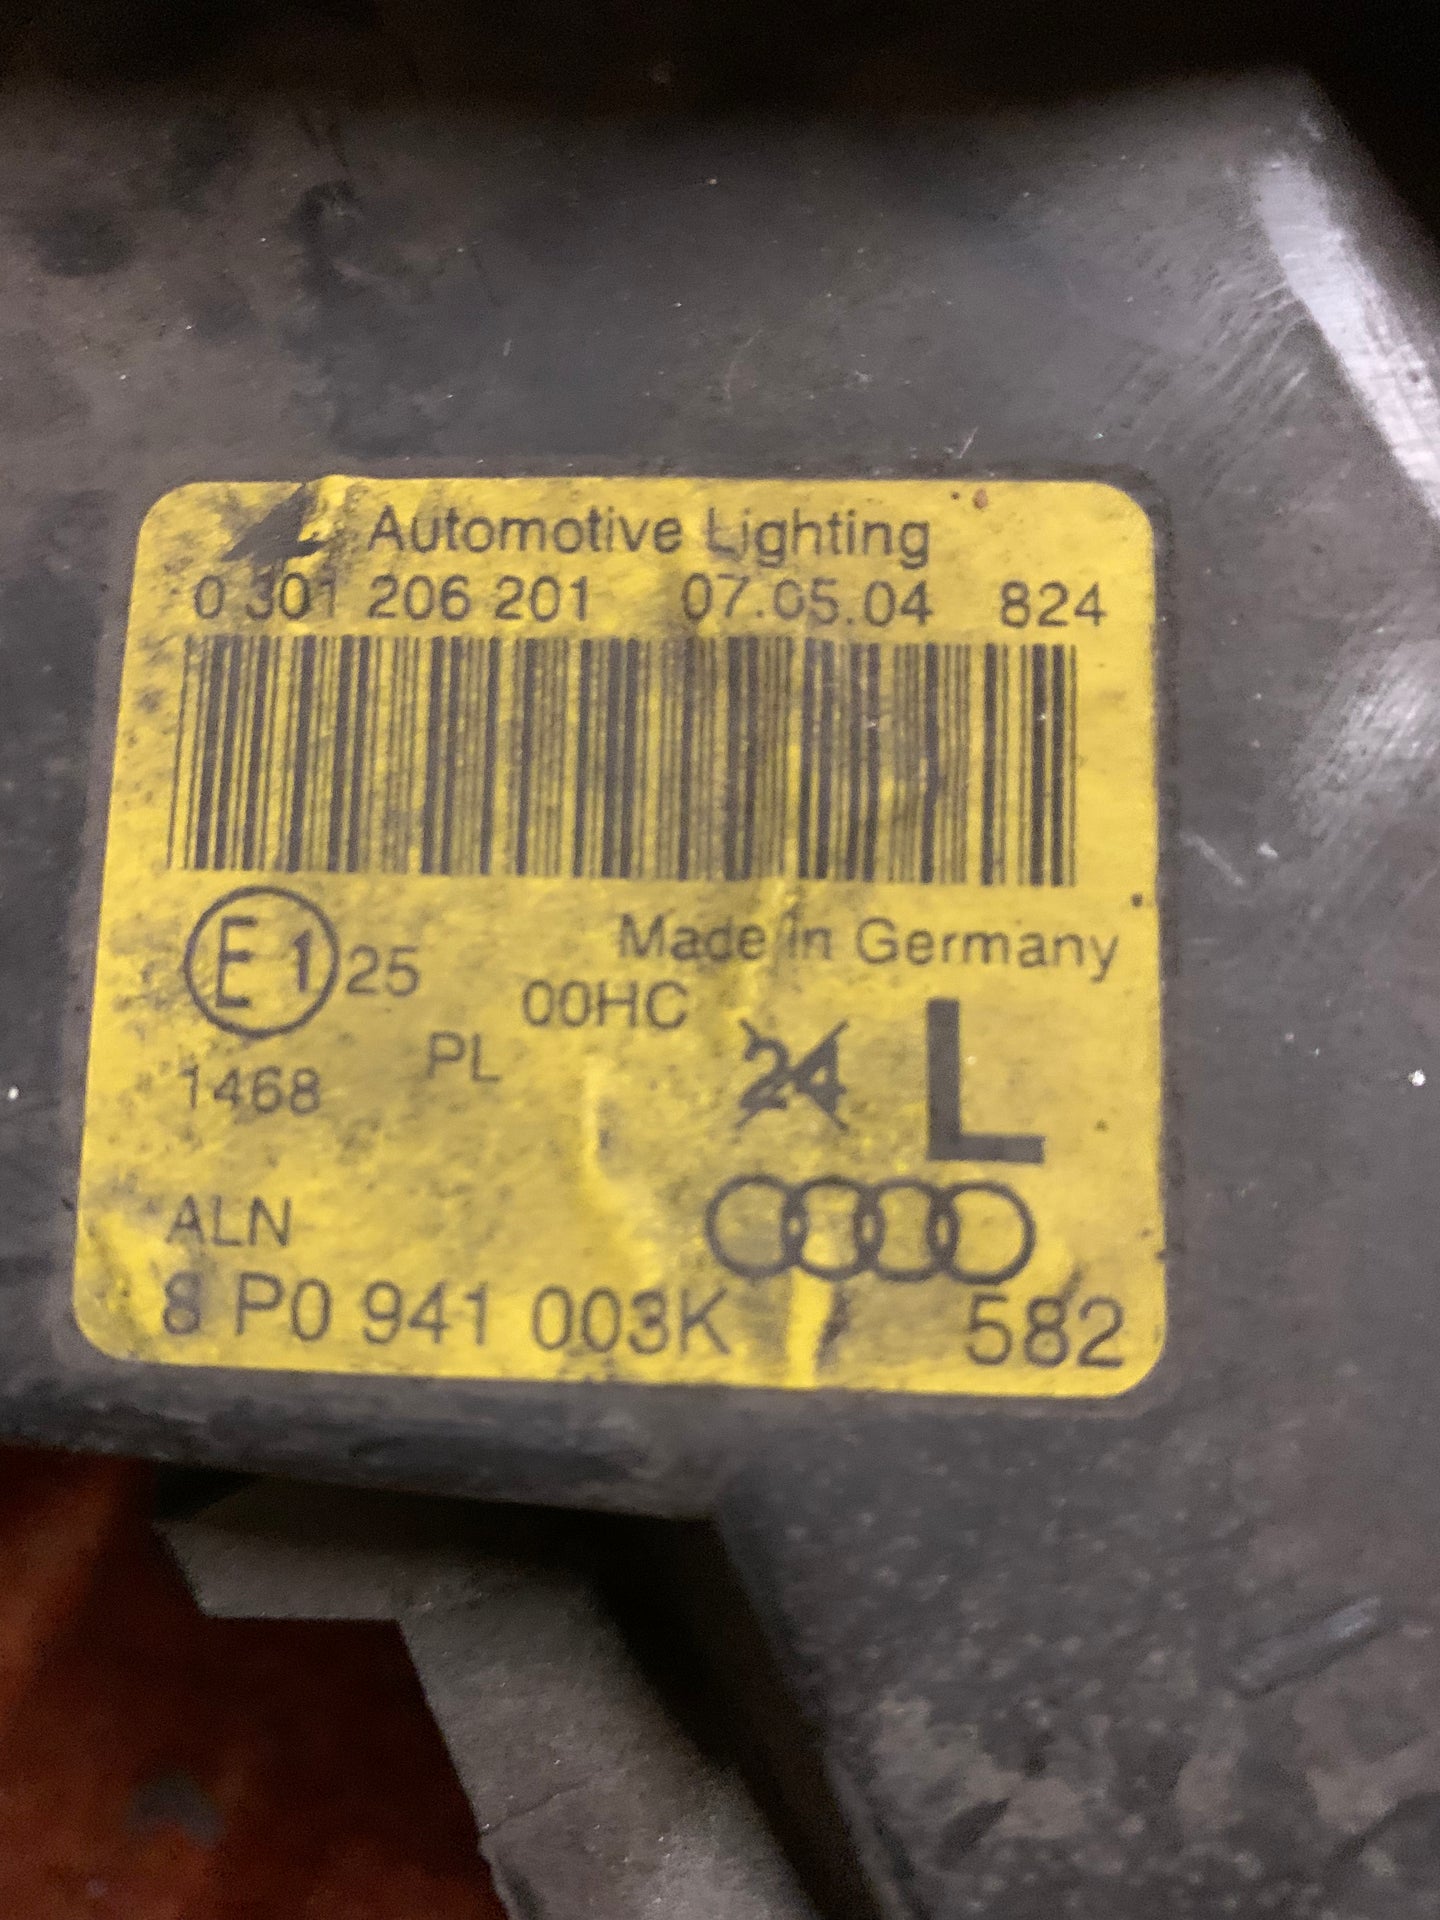 Automotive Lighting
0 301 206 201 07.05.04 824
Made in Germany
E1 25
00HC
PL
24
L
1468
ALN
8 P0 941 003K 582